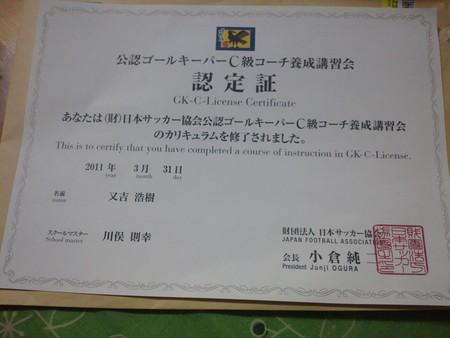 公認ゴールキーパーC級コーチ養成講習会
認定証
GK-C-License Certificate
あなたは(財)日本サッカー協会公認ゴールキーパーC級コーチ養成講習会
のカリキュラムを修了されました。
This is to certify that you have completed a course of instruction in GK-C-License.
2011 年 3 月 31 日
year month day
名前 又吉 浩樹
name
スクールマスター 川俣 則幸
School master
財団法人 日本サッカー協会
JAPAN FOOTBALL ASSOCIATION
会長 小倉 純二
President Junji OGURA